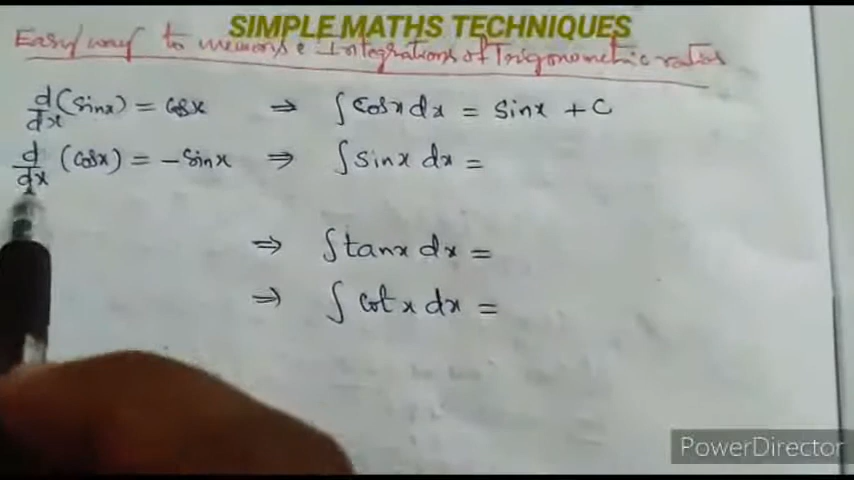 SIMPLE MATHS TECHNIQUES
Easy way to memorise Integrations of Trigonometric ratios
d/dx (sinx) = cosx ⇒ ∫ cosx dx = sinx + C
d/dx (cosx) = -sinx ⇒ ∫ sinx dx =
⇒ ∫ tanx dx =
⇒ ∫ cot x dx =
PowerDirector